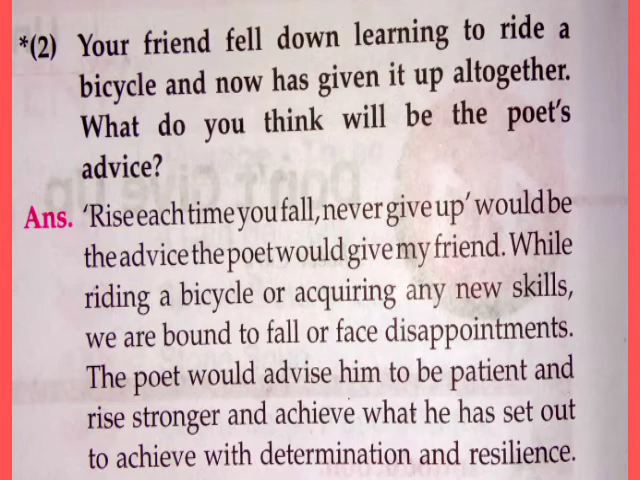 *(2) Your friend fell down learning to ride a
bicycle and now has given it up altogether.
What do you think will be the poet's
advice?
Ans. 'Rise each time you fall, never give up' would be
the advice the poet would give my friend. While
riding a bicycle or acquiring any new skills,
we are bound to fall or face disappointments.
The poet would advise him to be patient and
rise stronger and achieve what he has set out
to achieve with determination and resilience.